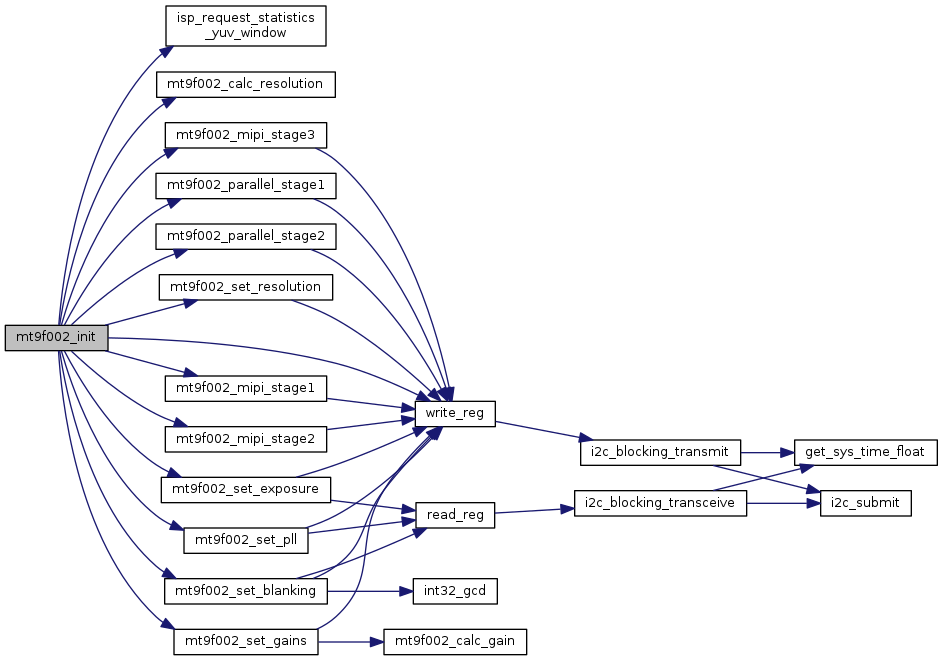 isp_request_statistics
_yuv_window
mt9f002_calc_resolution
mt9f002_mipi_stage3
mt9f002_parallel_stage1
mt9f002_parallel_stage2
mt9f002_set_resolution
mt9f002_init
mt9f002_mipi_stage1
write_reg
mt9f002_mipi_stage2
i2c_blocking_transmit
get_sys_time_float
mt9f002_set_exposure
i2c_blocking_transceive
i2c_submit
read_reg
mt9f002_set_pll
mt9f002_set_blanking
int32_gcd
mt9f002_set_gains
mt9f002_calc_gain